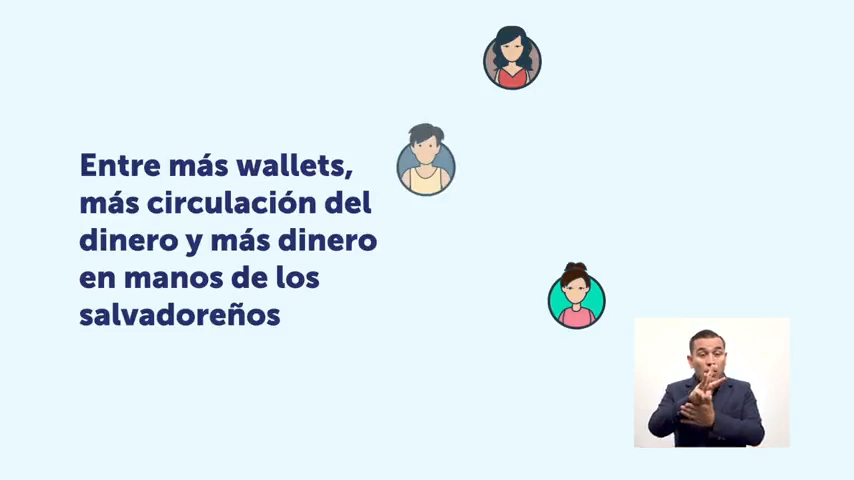 Entre más wallets,
más circulación del
dinero y más dinero
en manos de los
salvadoreños